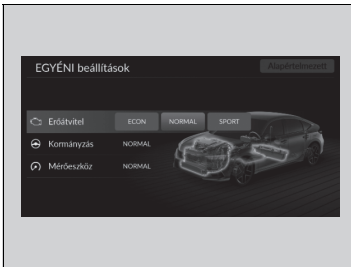 EGYÉNI beállítások
Alapértelmezett
Erőátvitel ECON NORMAL SPORT
Kormányzás NORMAL
Mérőeszköz NORMAL